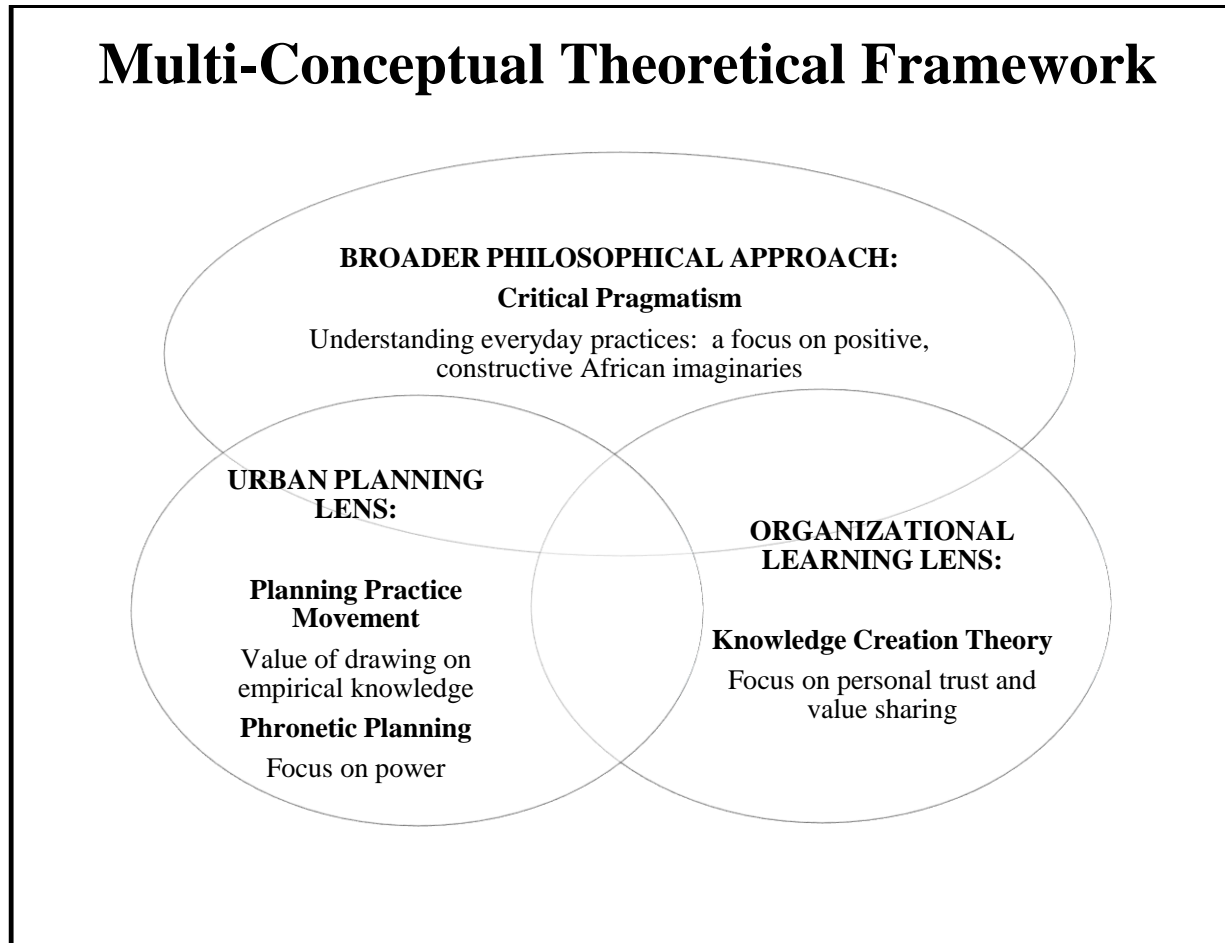 Multi-Conceptual Theoretical Framework
BROADER PHILOSOPHICAL APPROACH:
Critical Pragmatism
Understanding everyday practices:  a focus on positive,
constructive African imaginaries
URBAN PLANNING
LENS:
Planning Practice
Movement
Value of drawing on
empirical knowledge
Phronetic Planning
Focus on power
ORGANIZATIONAL
LEARNING LENS:
Knowledge Creation Theory
Focus on personal trust and
value sharing